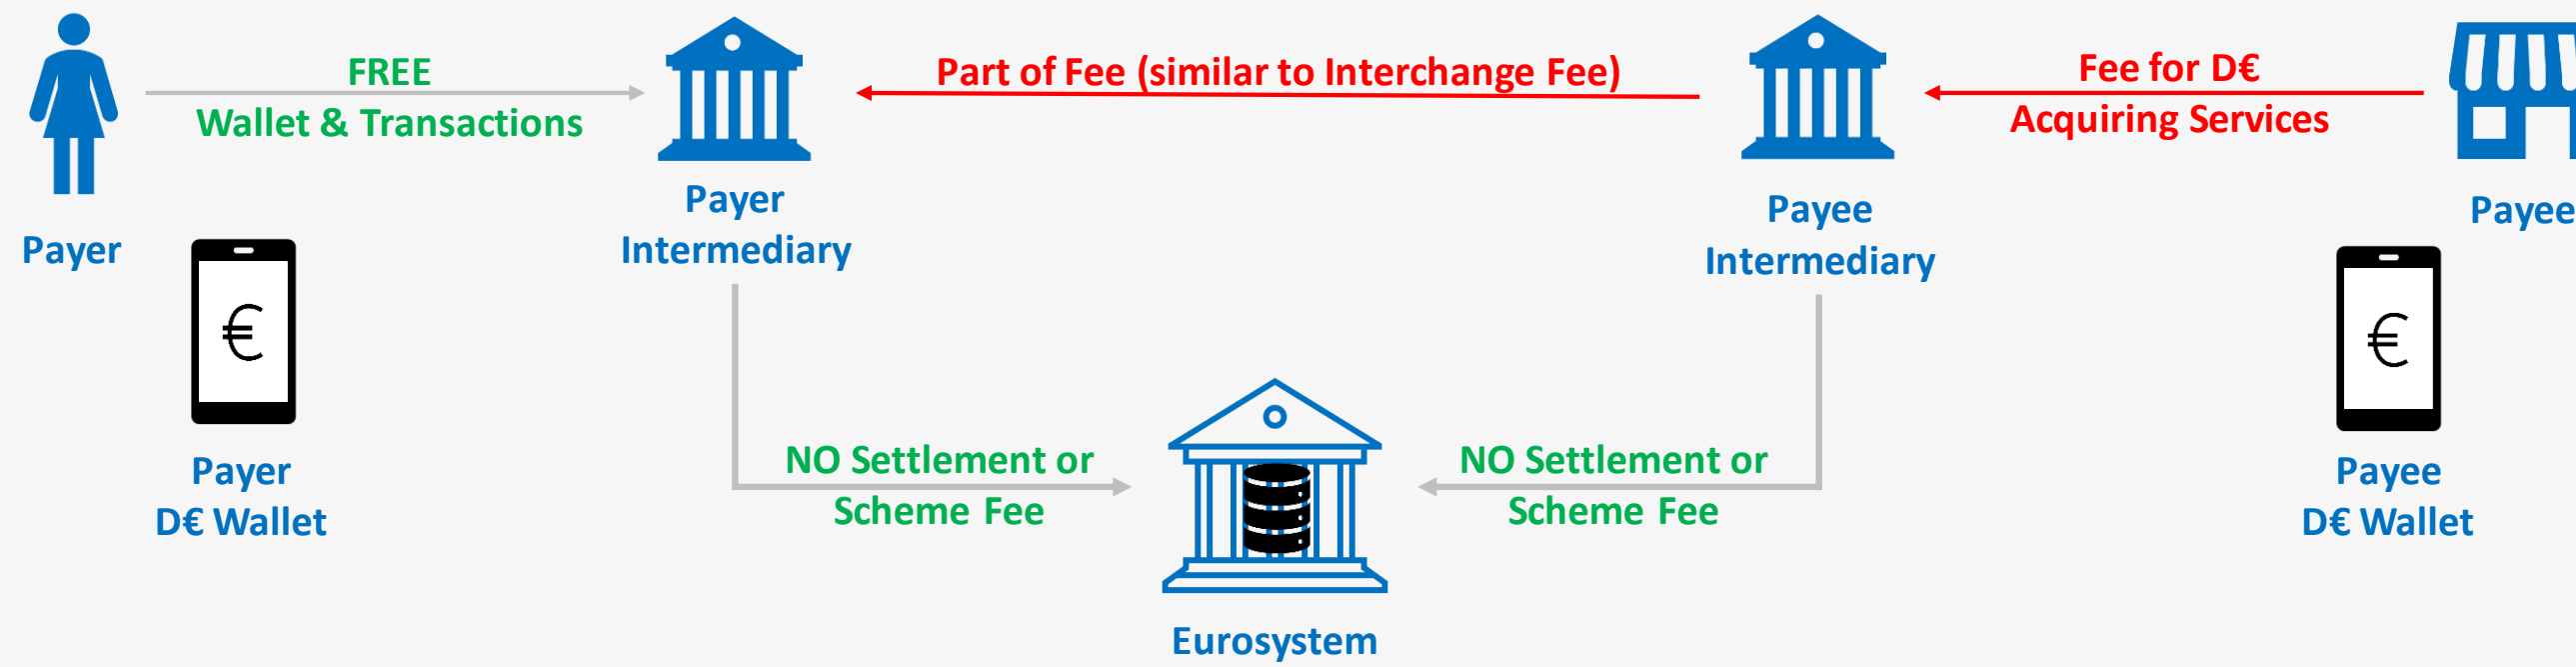 FREE
Wallet & Transactions
Part of Fee (similar to Interchange Fee)
Fee for D€
Acquiring Services
Payer
Payer
Intermediary
Payee
Intermediary
Payee
€
Payer
D€ Wallet
NO Settlement or
Scheme Fee
NO Settlement or
Scheme Fee
€
Payee
D€ Wallet
Eurosystem